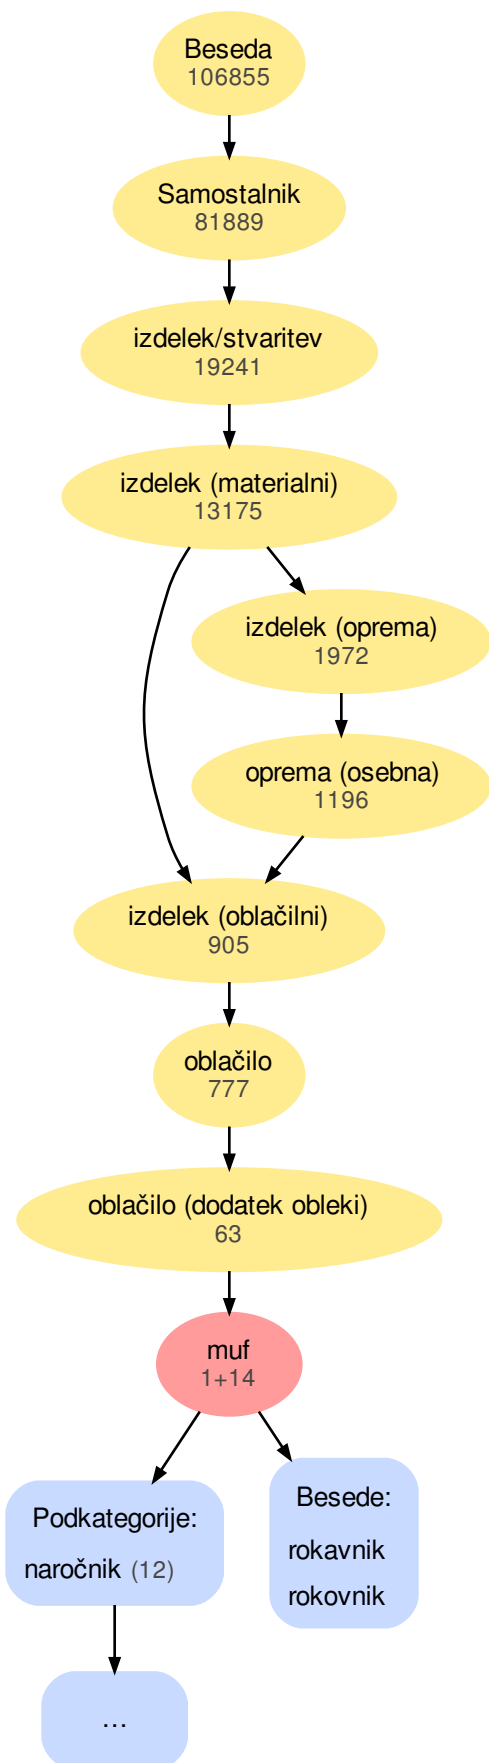 Beseda
106855
Samostalnik
81889
izdelek/stvaritev
19241
izdelek (materialni)
13175
izdelek (oprema)
1972
oprema (osebna)
1196
izdelek (oblačilni)
905
oblačilo
777
oblačilo (dodatek obleki)
63
muf
1+14
Podkategorije:
naročnik (12)
Besede:
rokavnik
rokovnik
...